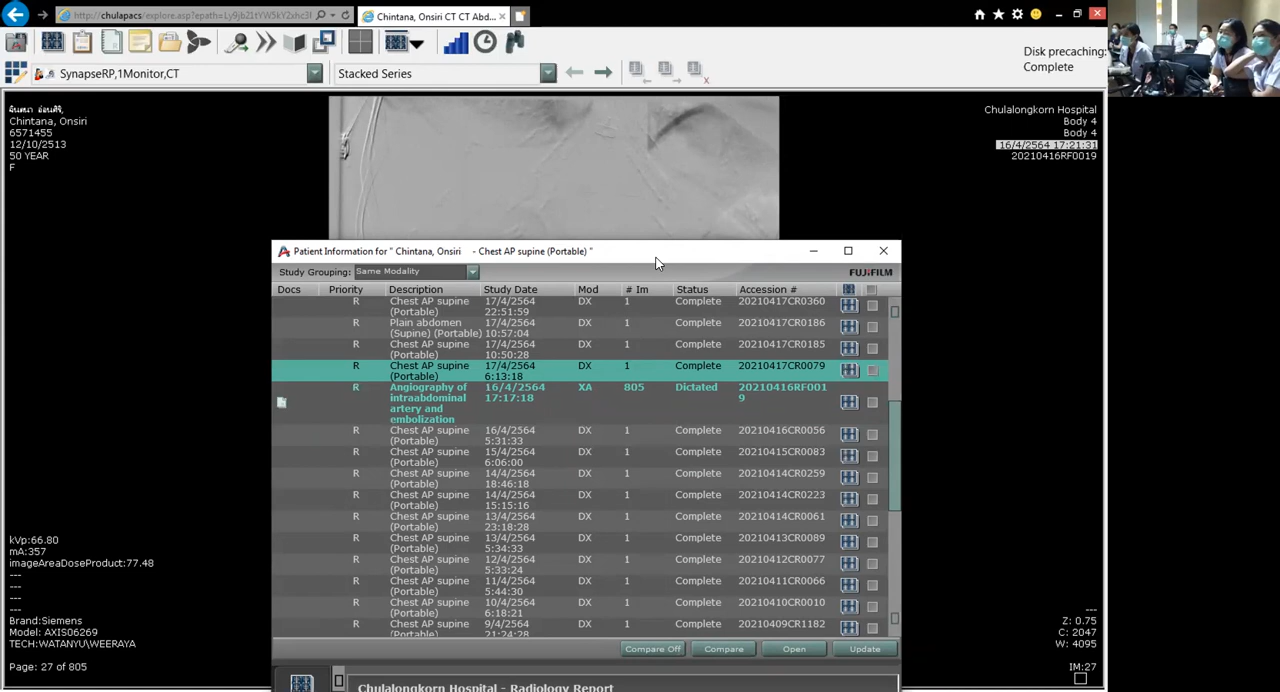 http://chulapacs/explore.asp?epath=Ly9jb21tYW5kY2xhc3
Chintana, Onsiri CT CT Abd...
Disk precaching:
Complete
SynapseRP,1Monitor,CT
Stacked Series
Chintana, Onsiri
6571455
12/10/2513
50 YEAR
F
Chulalongkorn Hospital
Body 4
Body 4
16/4/2564 17:21:31
20210416RF0019
Patient Information for " Chintana, Onsiri - Chest AP supine (Portable) "
Study Grouping: Same Modality
FUJIFILM
Docs Priority Description Study Date Mod # Im Status Accession #
R Chest AP supine 17/4/2564 DX 1 Complete 20210417CR0360
(Portable) 22:51:59
R Plain abdomen 17/4/2564 DX 1 Complete 20210417CR0186
(Supine) (Portable) 10:57:04
R Chest AP supine 17/4/2564 DX 1 Complete 20210417CR0185
(Portable) 10:50:28
R Chest AP supine 17/4/2564 DX 1 Complete 20210417CR0079
(Portable) 6:13:18
R Angiography of 16/4/2564 XA 805 Dictated 20210416RF001
intraabdominal 17:17:18 9
artery and
embolization
R Chest AP supine 16/4/2564 DX 1 Complete 20210416CR0056
(Portable) 5:31:33
R Chest AP supine 15/4/2564 DX 1 Complete 20210415CR0083
(Portable) 6:06:00
R Chest AP supine 14/4/2564 DX 1 Complete 20210414CR0259
(Portable) 18:46:18
R Chest AP supine 14/4/2564 DX 1 Complete 20210414CR0223
(Portable) 15:15:16
R Chest AP supine 13/4/2564 DX 1 Complete 20210414CR0061
(Portable) 23:18:28
R Chest AP supine 13/4/2564 DX 1 Complete 20210413CR0089
(Portable) 5:34:33
R Chest AP supine 12/4/2564 DX 1 Complete 20210412CR0077
(Portable) 5:33:24
R Chest AP supine 11/4/2564 DX 1 Complete 20210411CR0066
(Portable) 5:44:30
R Chest AP supine 10/4/2564 DX 1 Complete 20210410CR0010
(Portable) 6:18:21
R Chest AP supine 9/4/2564 DX 1 Complete 20210409CR1182
(Portable) 21:24:28
Compare Off Compare Open Update
Chulalongkorn Hospital - Radiology Report
kVp:66.80
mA:357
imageAreaDoseProduct:77.48
---
---
---
---
Brand:Siemens
Model: AXIS06269
TECH:WATANYU\WEERAYA
Page: 27 of 805
---
Z: 0.75
C: 2047
W: 4095
IM:27